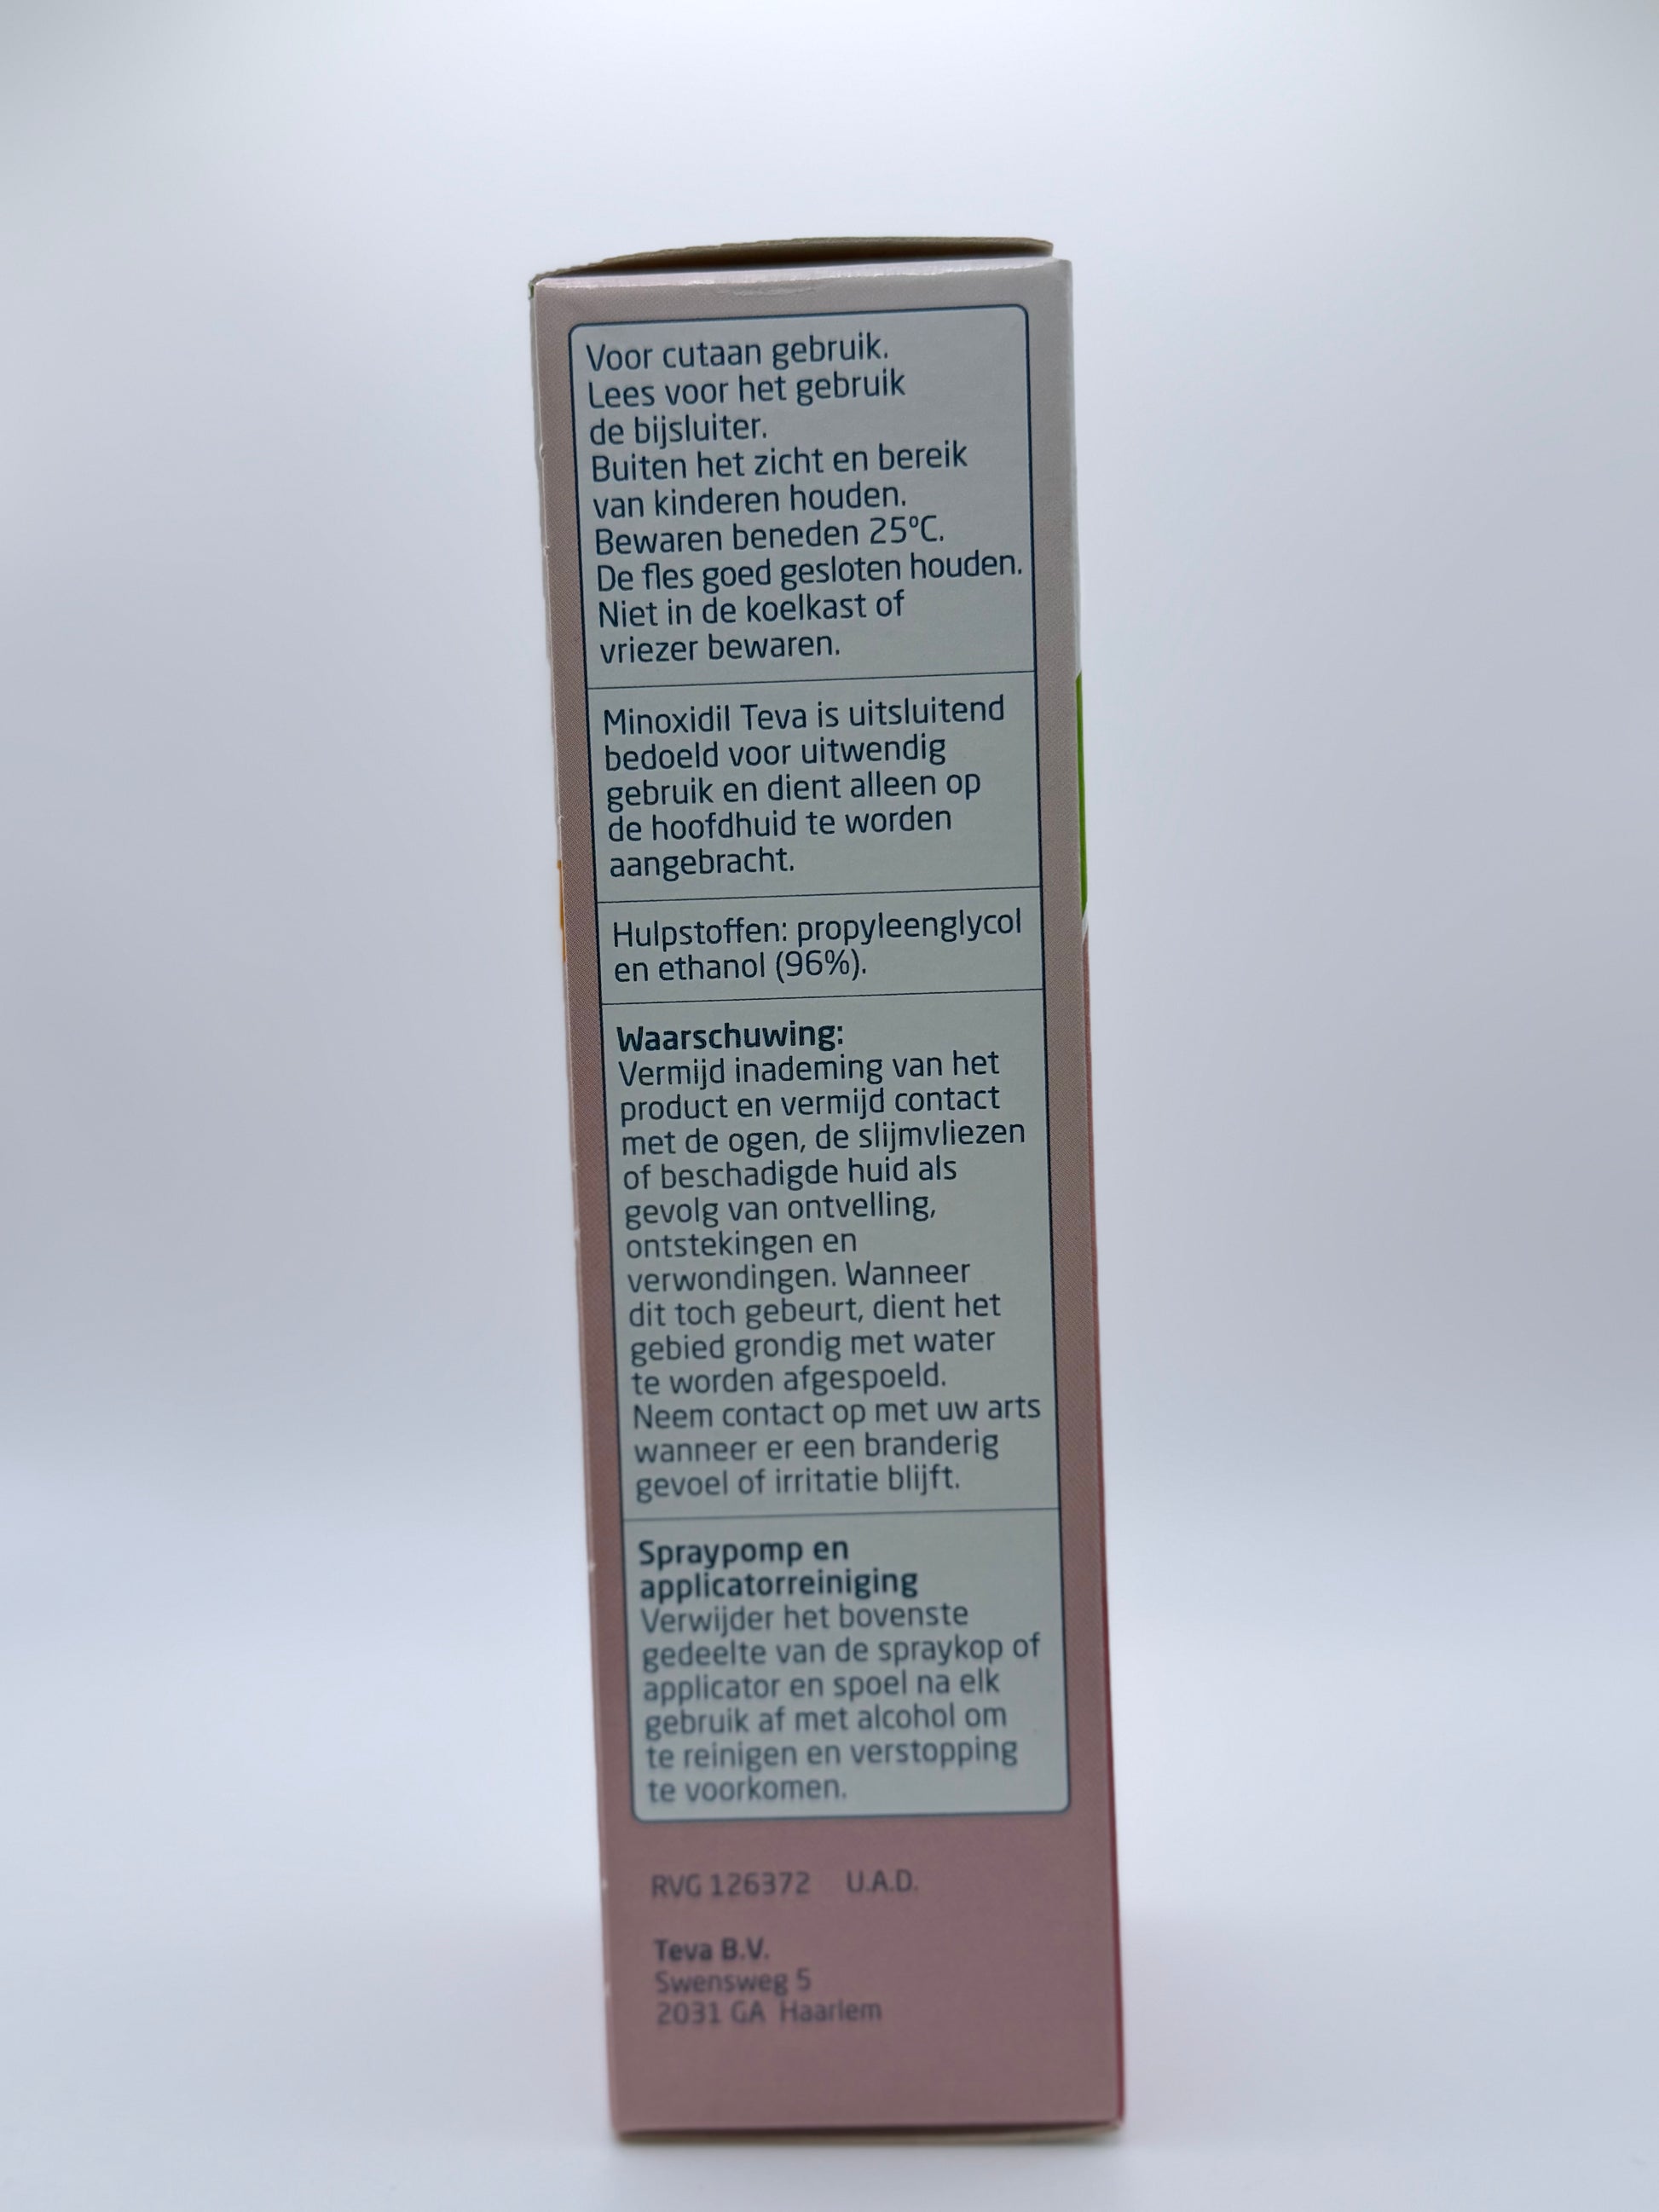 Voor cutaan gebruik.
Lees voor het gebruik
de bijsluiter.
Buiten het zicht en bereik
van kinderen houden.
Bewaren beneden 25°C.
De fles goed gesloten houden.
Niet in de koelkast of
vriezer bewaren.
Minoxidil Teva is uitsluitend
bedoeld voor uitwendig
gebruik en dient alleen op
de hoofdhuid te worden
aangebracht.
Hulpstoffen: propyleenglycol
en ethanol (96%).
Waarschuwing:
Vermijd inademing van het
product en vermijd contact
met de ogen, de slijmvliezen
of beschadigde huid als
gevolg van ontvelling,
ontstekingen en
verwondingen. Wanneer
dit toch gebeurt, dient het
gebied grondig met water
te worden afgespoeld.
Neem contact op met uw arts
wanneer er een branderig
gevoel of irritatie blijft.
Spraypomp en
applicatorreiniging
Verwijder het bovenste
gedeelte van de spraykop of
applicator en spoel na elk
gebruik af met alcohol om
te reinigen en verstopping
te voorkomen.
RVG 126372 U.A.D.
Teva B.V.
Swensweg 5
2031 GA Haarlem